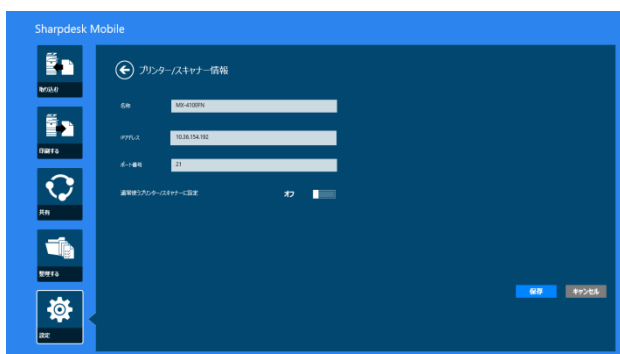 Sharpdesk Mobile
取り込む
印刷する
共有
整理する
設定
プリンター/スキャナー情報
名称
MX-4100FN
IPアドレス
10.36.154.192
ポート番号
21
通常使うプリンター/スキャナーに設定
オフ
保存
キャンセル